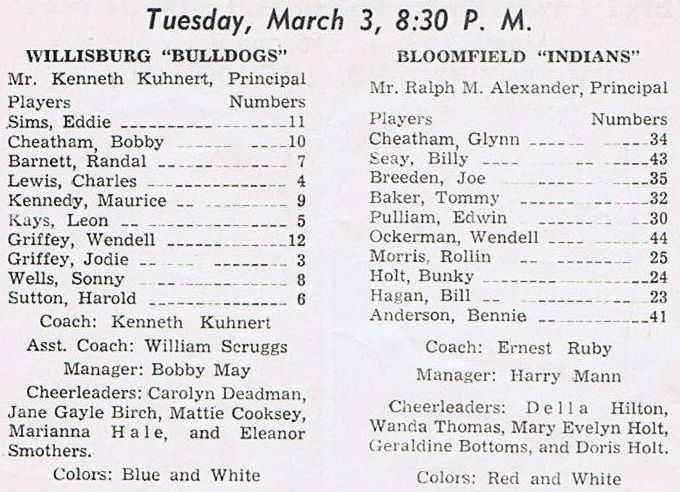 Tuesday, March 3, 8:30 P. M.
WILLISBURG "BULLDOGS"
Mr. Kenneth Kuhnert, Principal
Players Numbers
Sims, Eddie 11
Cheatham, Bobby 10
Barnett, Randal 7
Lewis, Charles 4
Kennedy, Maurice 9
Kays, Leon 5
Griffey, Wendell 12
Griffey, Jodie 3
Wells, Sonny 8
Sutton, Harold 6
Coach: Kenneth Kuhnert
Asst. Coach: William Scruggs
Manager: Bobby May
Cheerleaders: Carolyn Deadman,
Jane Gayle Birch, Mattie Cooksey,
Marianna Hale, and Eleanor
Smothers.
Colors: Blue and White
BLOOMFIELD "INDIANS"
Mr. Ralph M. Alexander, Principal
Players Numbers
Cheatham, Glynn 34
Seay, Billy 43
Breeden, Joe 35
Baker, Tommy 32
Pulliam, Edwin 30
Ockerman, Wendell 44
Morris, Rollin 25
Holt, Bunky 24
Hagan, Bill 23
Anderson, Bennie 41
Coach: Ernest Ruby
Manager: Harry Mann
Cheerleaders: Della Hilton,
Wanda Thomas, Mary Evelyn Holt,
Geraldine Bottoms, and Doris Holt.
Colors: Red and White